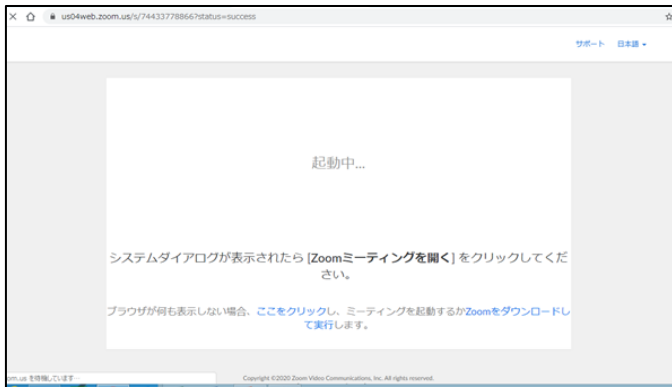 us04web.zoom.us/s/74433778866?status=success
サポート 日本語
起動中...
システムダイアログが表示されたら [Zoomミーティングを開く] をクリックしてくだ
さい。
ブラウザが何も表示しない場合、ここをクリックし、ミーティングを起動するかZoomをダウンロードし
て実行します。
om.us を待機しています…
Copyright ©2020 Zoom Video Communications, Inc. All rights reserved.